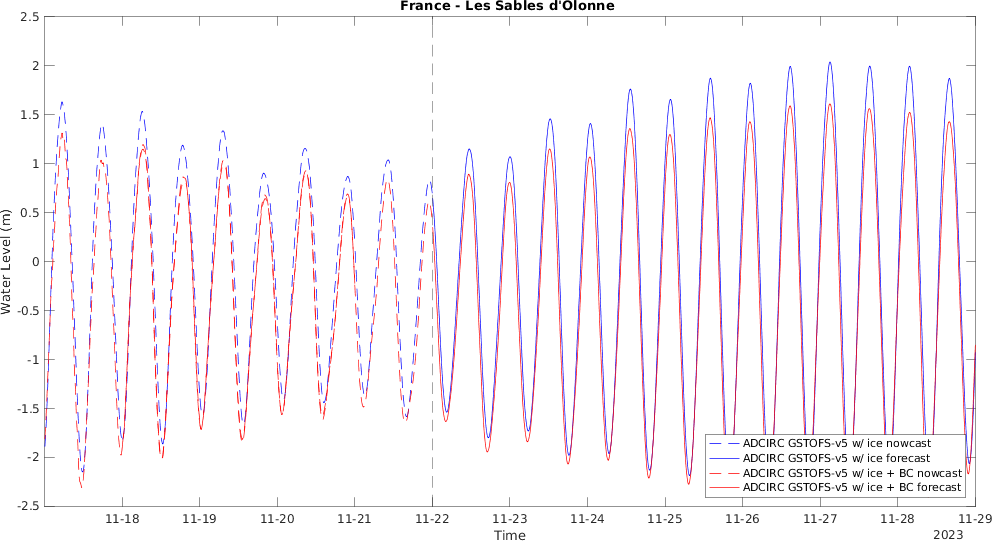 France - Les Sables d'Olonne
2.5
2
1.5
1
0.5
0
-0.5
-1
-1.5
-2
-2.5
Water Level (m)
ADCIRC GSTOFS-v5 w/ ice nowcast
ADCIRC GSTOFS-v5 w/ ice forecast
ADCIRC GSTOFS-v5 w/ ice + BC nowcast
ADCIRC GSTOFS-v5 w/ ice + BC forecast
11-18 11-19 11-20 11-21 11-22 11-23 11-24 11-25 11-26 11-27 11-28 11-29
Time
2023